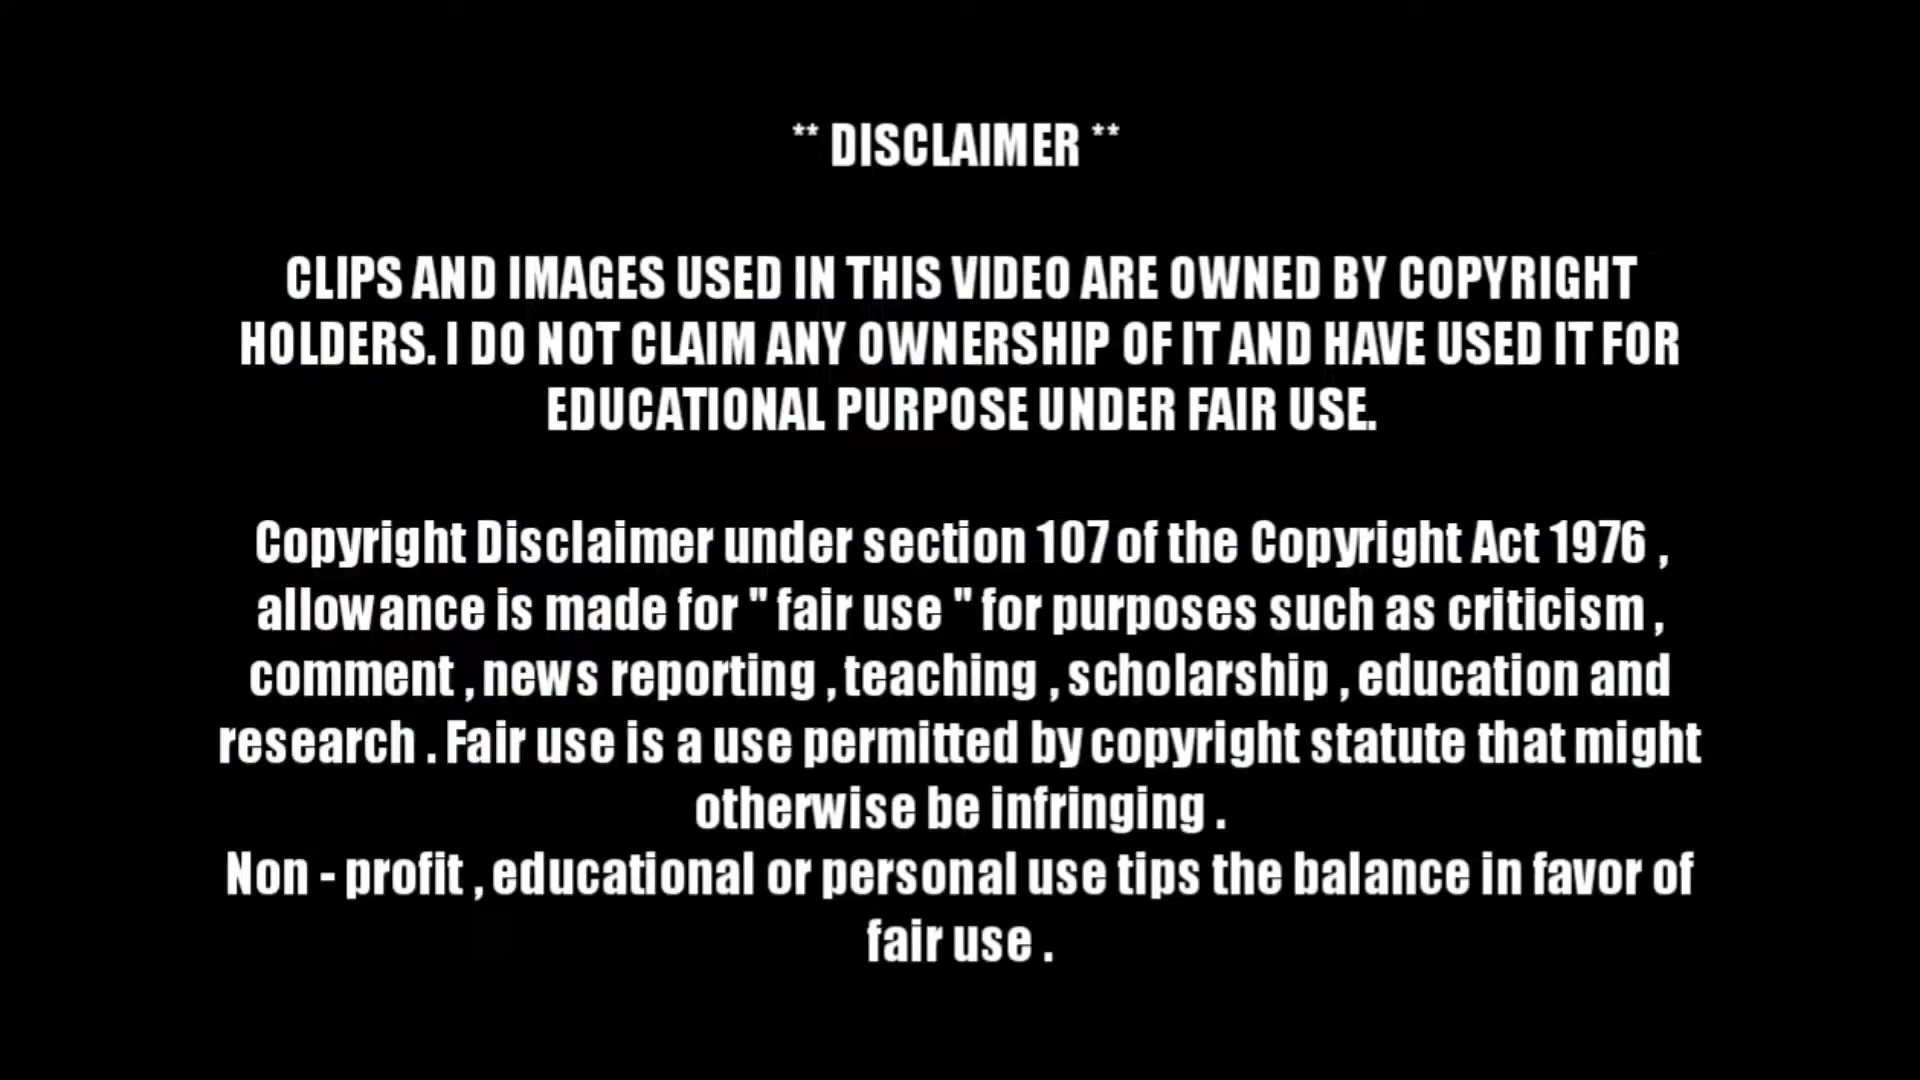 ** DISCLAIMER **
CLIPS AND IMAGES USED IN THIS VIDEO ARE OWNED BY COPYRIGHT
HOLDERS. I DO NOT CLAIM ANY OWNERSHIP OF IT AND HAVE USED IT FOR
EDUCATIONAL PURPOSE UNDER FAIR USE.
Copyright Disclaimer under section 107 of the Copyright Act 1976 ,
allowance is made for " fair use " for purposes such as criticism ,
comment , news reporting , teaching , scholarship , education and
research . Fair use is a use permitted by copyright statute that might
otherwise be infringing .
Non - profit , educational or personal use tips the balance in favor of
fair use .